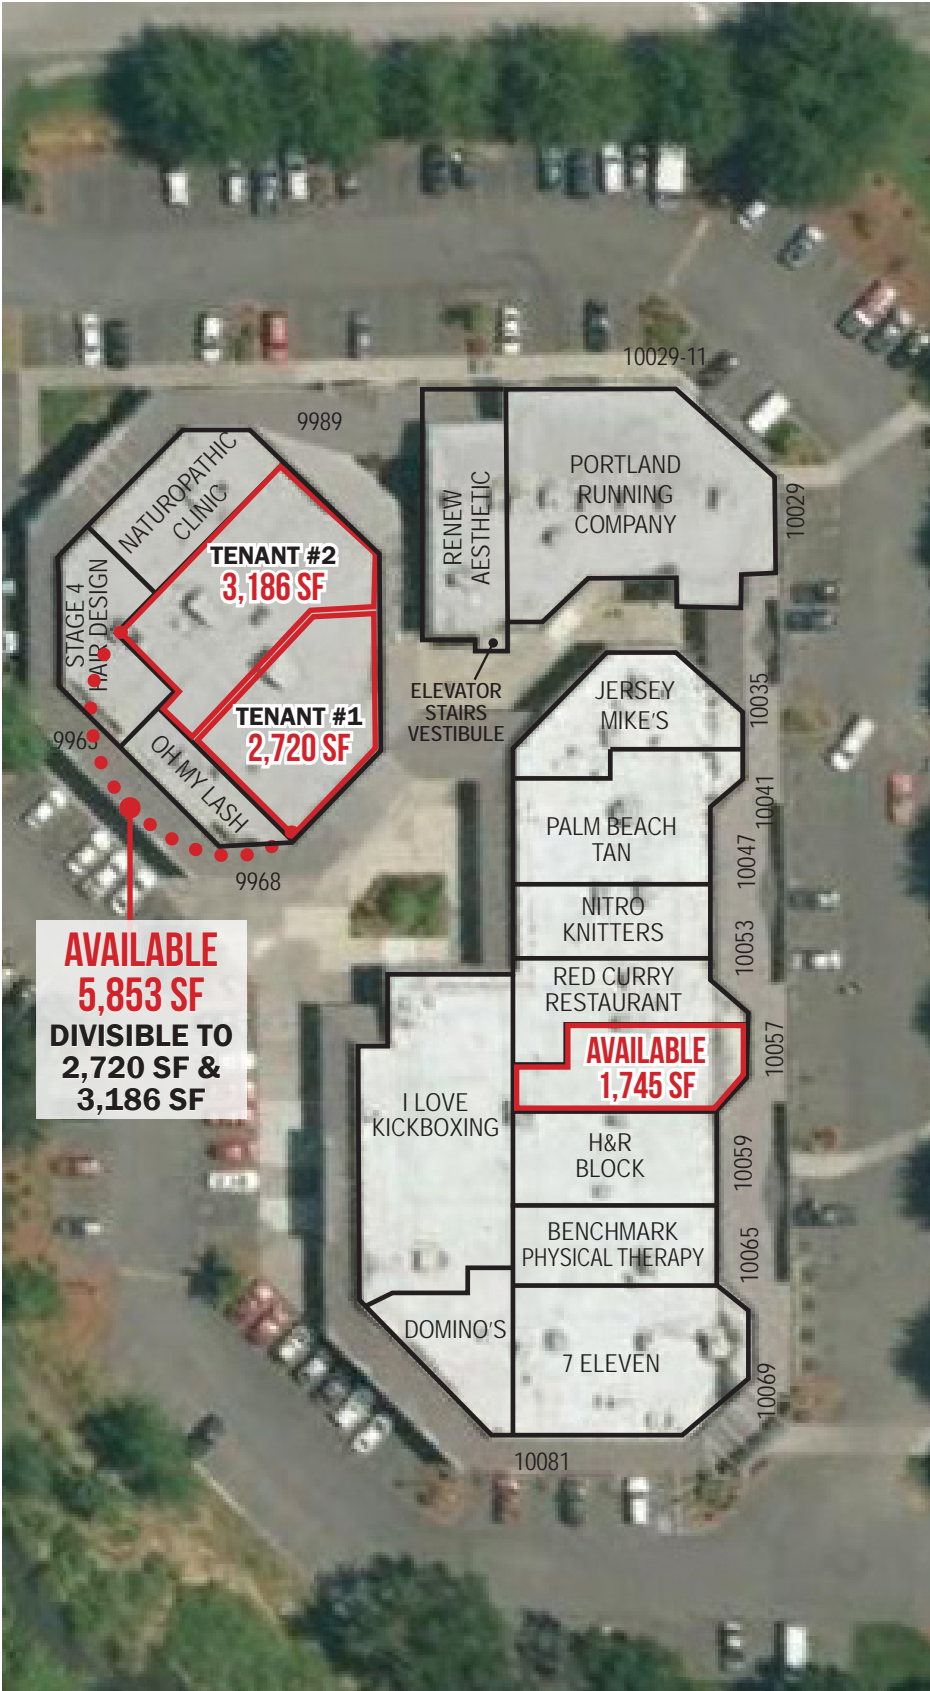 10029-11
9989
NATUROPATHIC
CLINIC
RENEW
AESTHETIC
PORTLAND
RUNNING
COMPANY
10029
TENANT #2
3,186 SF
STAGE 4
HAIR DESIGN
ELEVATOR
STAIRS
VESTIBULE
TENANT #1
2,720 SF
JERSEY
MIKE'S
10035
OH MY LASH
10041
PALM BEACH
TAN
10047
9968
NITRO
KNITTERS
10053
AVAILABLE
5,853 SF
DIVISIBLE TO
2,720 SF &
3,186 SF
RED CURRY
RESTAURANT
AVAILABLE
1,745 SF
10057
I LOVE
KICKBOXING
H&R
BLOCK
10059
BENCHMARK
PHYSICAL THERAPY
10065
DOMINO'S
7 ELEVEN
10069
10081